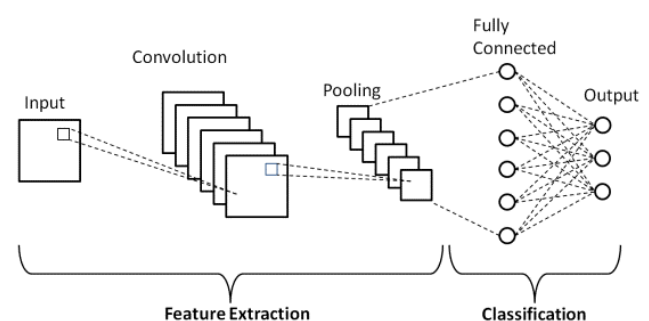 Fully
Connected
Convolution
Pooling
Input
Output
Feature Extraction
Classification